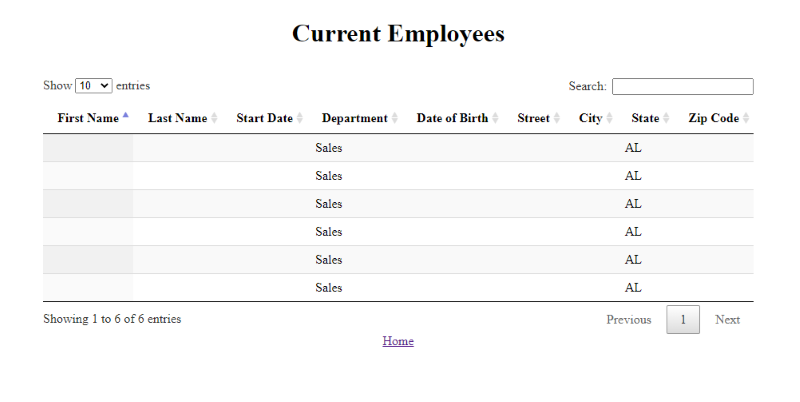 Current Employees
Show 10 entries
Search:
First Name Last Name Start Date Department Date of Birth Street City State Zip Code
Sales AL
Sales AL
Sales AL
Sales AL
Sales AL
Sales AL
Showing 1 to 6 of 6 entries
Previous 1 Next
Home